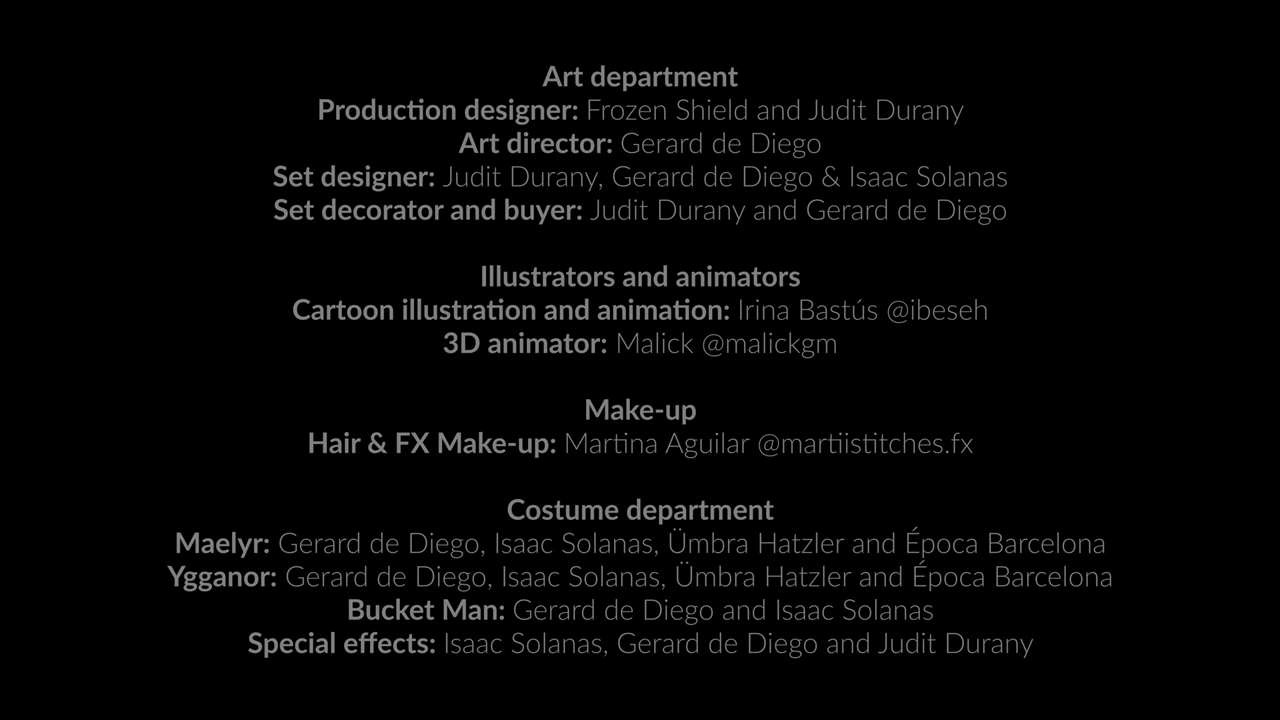 Art department
Production designer: Frozen Shield and Judit Durany
Art director: Gerard de Diego
Set designer: Judit Durany, Gerard de Diego & Isaac Solanas
Set decorator and buyer: Judit Durany and Gerard de Diego
Illustrators and animators
Cartoon illustration and animation: Irina Bastús @ibeseh
3D animator: Malick @malickgm
Make-up
Hair & FX Make-up: Martina Aguilar @martiistitches.fx
Costume department
Maelyr: Gerard de Diego, Isaac Solanas, Ümbra Hatzler and Época Barcelona
Ygganor: Gerard de Diego, Isaac Solanas, Ümbra Hatzler and Época Barcelona
Bucket Man: Gerard de Diego and Isaac Solanas
Special effects: Isaac Solanas, Gerard de Diego and Judit Durany